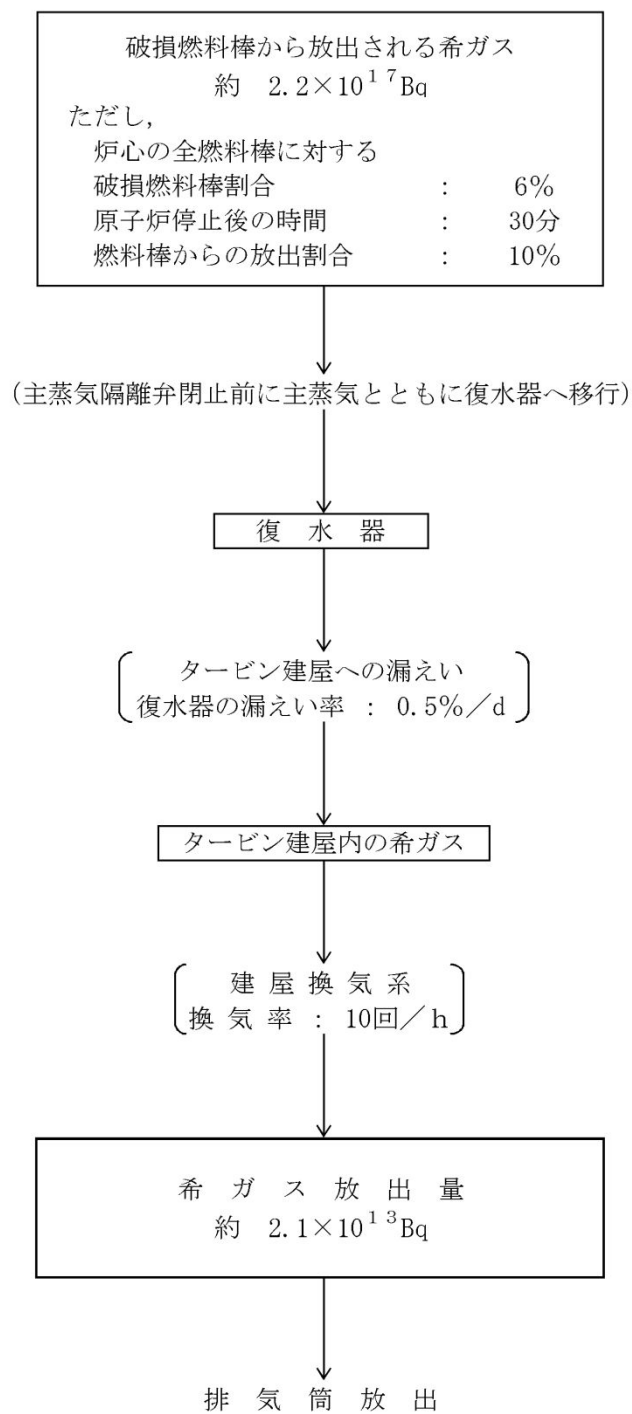 破損燃料棒から放出される希ガス
約 2.2×10¹⁷Bq
ただし，
炉心の全燃料棒に対する
破損燃料棒割合 : 6%
原子炉停止後の時間 : 30分
燃料棒からの放出割合 : 10%
(主蒸気隔離弁閉止前に主蒸気とともに復水器へ移行)
復 水 器
タービン建屋への漏えい
復水器の漏えい率 : 0.5%／d
タービン建屋内の希ガス
建 屋 換 気 系
換 気 率 : 10回／h
希 ガ ス 放 出 量
約 2.1×10¹³Bq
排 気 筒 放 出